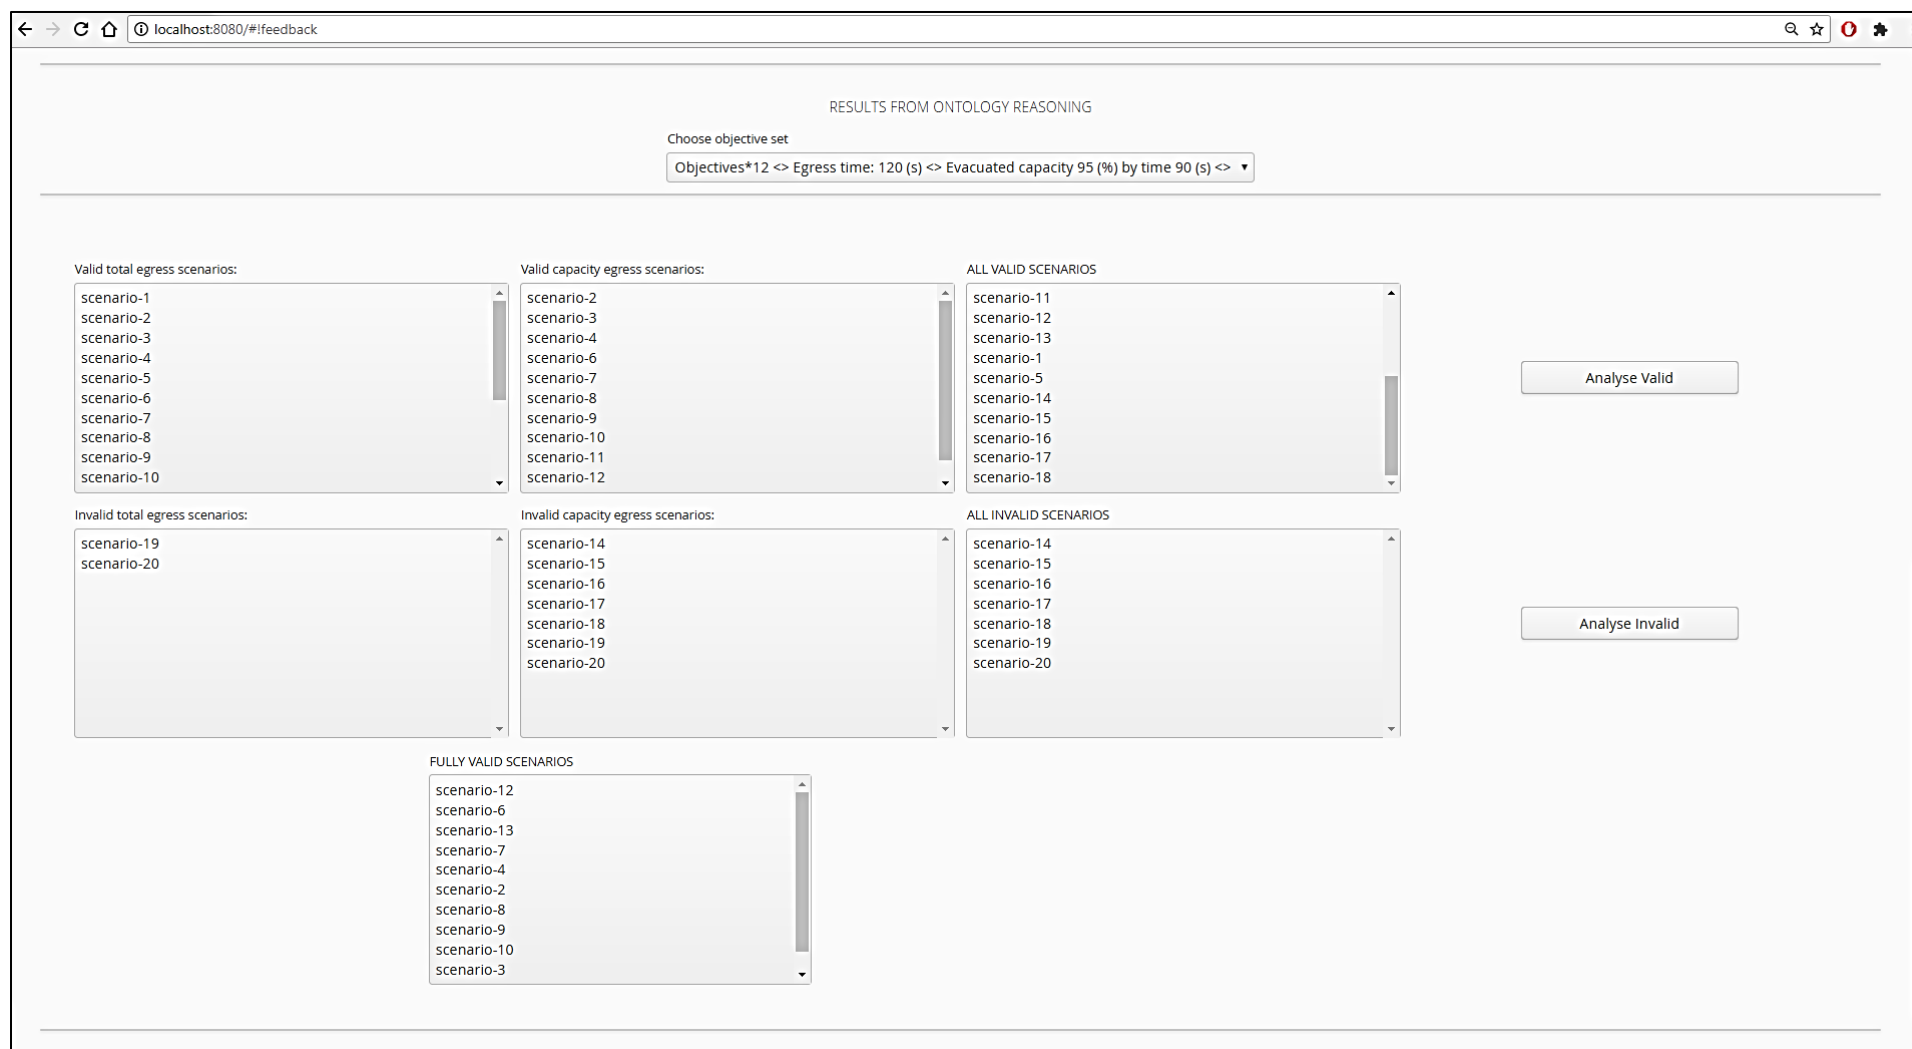 localhost:8080/#!feedback
RESULTS FROM ONTOLOGY REASONING
Choose objective set
Objectives*12 <> Egress time: 120 (s) <> Evacuated capacity 95 (%) by time 90 (s) <>
Valid total egress scenarios:
scenario-1
scenario-2
scenario-3
scenario-4
scenario-5
scenario-6
scenario-7
scenario-8
scenario-9
scenario-10
Valid capacity egress scenarios:
scenario-2
scenario-3
scenario-4
scenario-6
scenario-7
scenario-8
scenario-9
scenario-10
scenario-11
scenario-12
ALL VALID SCENARIOS
scenario-11
scenario-12
scenario-13
scenario-1
scenario-5
scenario-14
scenario-15
scenario-16
scenario-17
scenario-18
Analyse Valid
Invalid total egress scenarios:
scenario-19
scenario-20
Invalid capacity egress scenarios:
scenario-14
scenario-15
scenario-16
scenario-17
scenario-18
scenario-19
scenario-20
ALL INVALID SCENARIOS
scenario-14
scenario-15
scenario-16
scenario-17
scenario-18
scenario-19
scenario-20
Analyse Invalid
FULLY VALID SCENARIOS
scenario-12
scenario-6
scenario-13
scenario-7
scenario-4
scenario-2
scenario-8
scenario-9
scenario-10
scenario-3